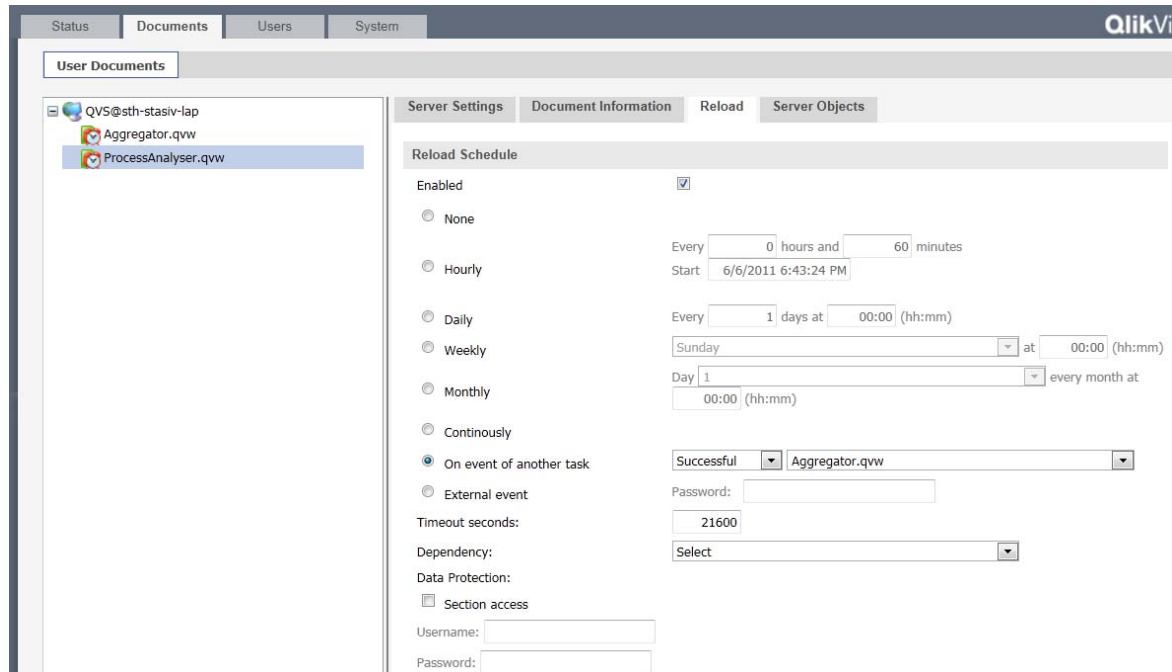 Status Documents Users System QlikVi
User Documents
QVS@sth-stasiv-lap
Aggregator.qvw
ProcessAnalyser.qvw
Server Settings Document Information Reload Server Objects
Reload Schedule
Enabled
None
Every 0 hours and 60 minutes
Hourly
Start 6/6/2011 6:43:24 PM
Daily Every 1 days at 00:00 (hh:mm)
Weekly Sunday at 00:00 (hh:mm)
Monthly Day 1 every month at
00:00 (hh:mm)
Continously
On event of another task Successful Aggregator.qvw
External event Password:
Timeout seconds: 21600
Dependency: Select
Data Protection:
Section access
Username:
Password: